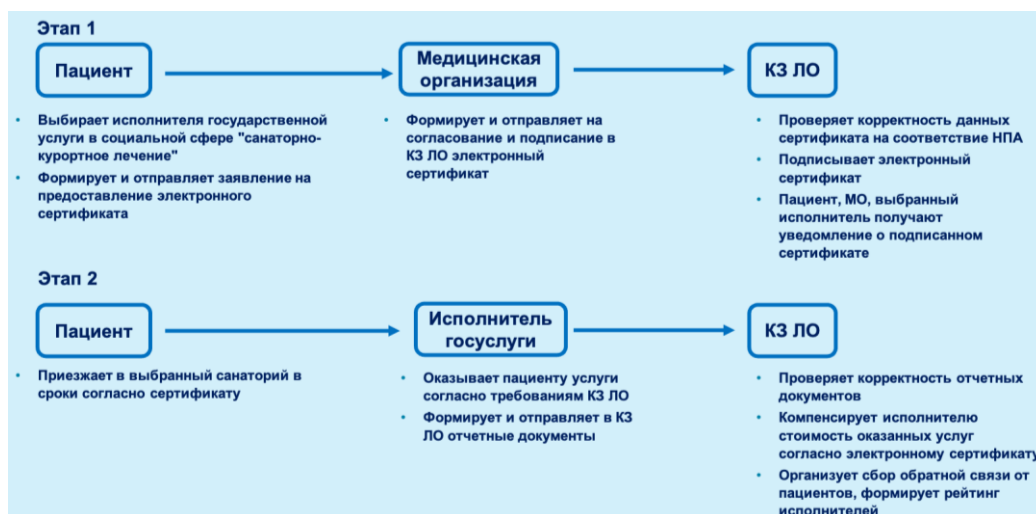 Этап 1
Пациент
Медицинская
организация
КЗ ЛО
• Выбирает исполнителя государственной
услуги в социальной сфере "санаторно-
курортное лечение"
• Формирует и отправляет заявление на
предоставление электронного
сертификата
• Формирует и отправляет на
согласование и подписание в
КЗ ЛО электронный
сертификат
• Проверяет корректность данных
сертификата на соответствие НПА
• Подписывает электронный
сертификат
• Пациент, МО, выбранный
исполнитель получают
уведомление о подписанном
сертификате
Этап 2
Пациент
Исполнитель
госуслуги
КЗ ЛО
• Приезжает в выбранный санаторий в
сроки согласно сертификату
• Оказывает пациенту услуги
согласно требованиям КЗ ЛО
• Формирует и отправляет в КЗ
ЛО отчетные документы
• Проверяет корректность отчетных
документов
• Компенсирует исполнителю
стоимость оказанных услуг
согласно электронному сертификату
• Организует сбор обратной связи от
пациентов, формирует рейтинг
исполнителей